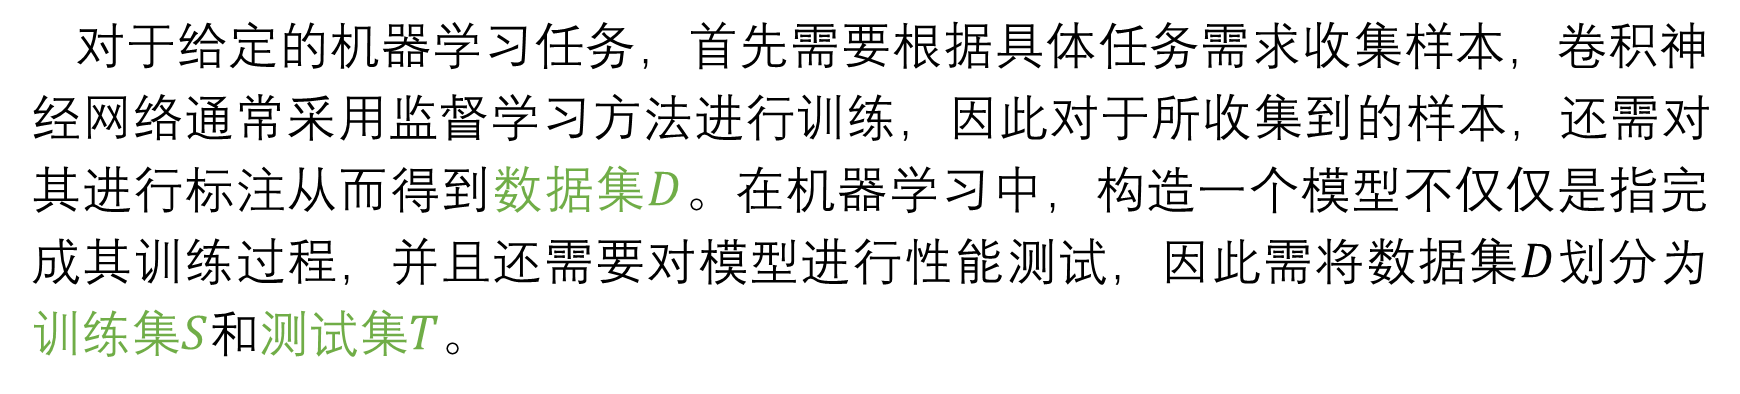 对于给定的机器学习任务，首先需要根据具体任务需求收集样本，卷积神
经网络通常采用监督学习方法进行训练，因此对于所收集到的样本，还需对
其进行标注从而得到数据集D。在机器学习中，构造一个模型不仅仅是指完
成其训练过程，并且还需要对模型进行性能测试，因此需将数据集D划分为
训练集S和测试集T。